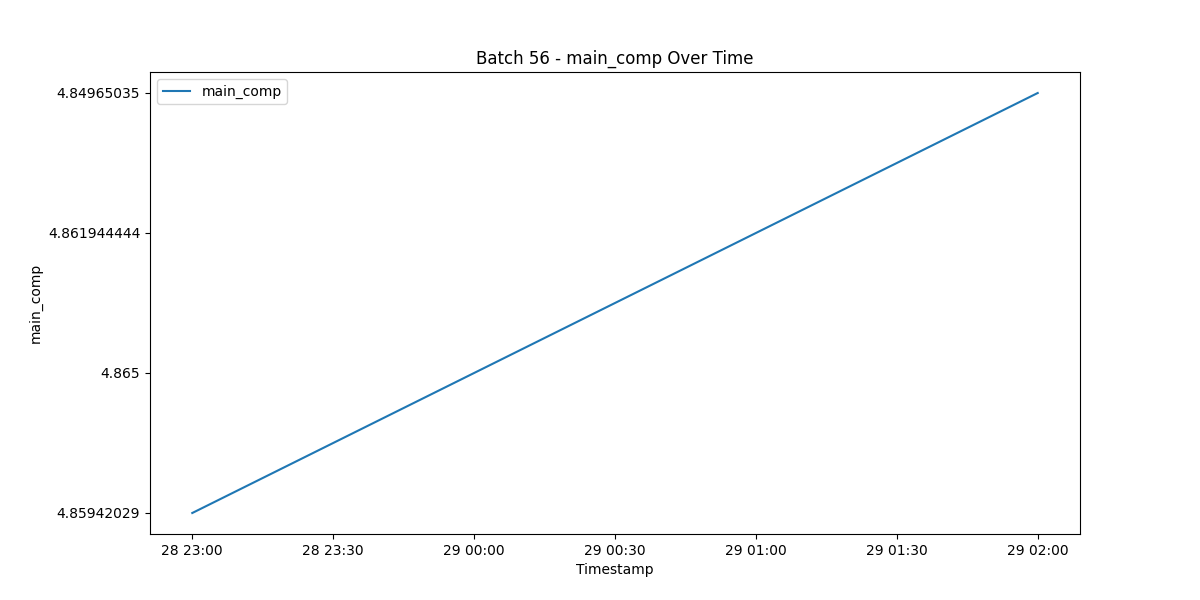 Batch 56 - main_comp Over Time
main_comp
4.84965035
4.861944444
4.865
4.85942029
main_comp
28 23:00
28 23:30
29 00:00
29 00:30
29 01:00
29 01:30
29 02:00
Timestamp